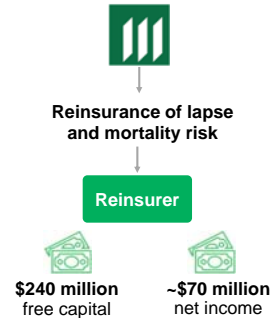 Reinsurance of lapse
and mortality risk
Reinsurer
$240 million
free capital
~$70 million
net income